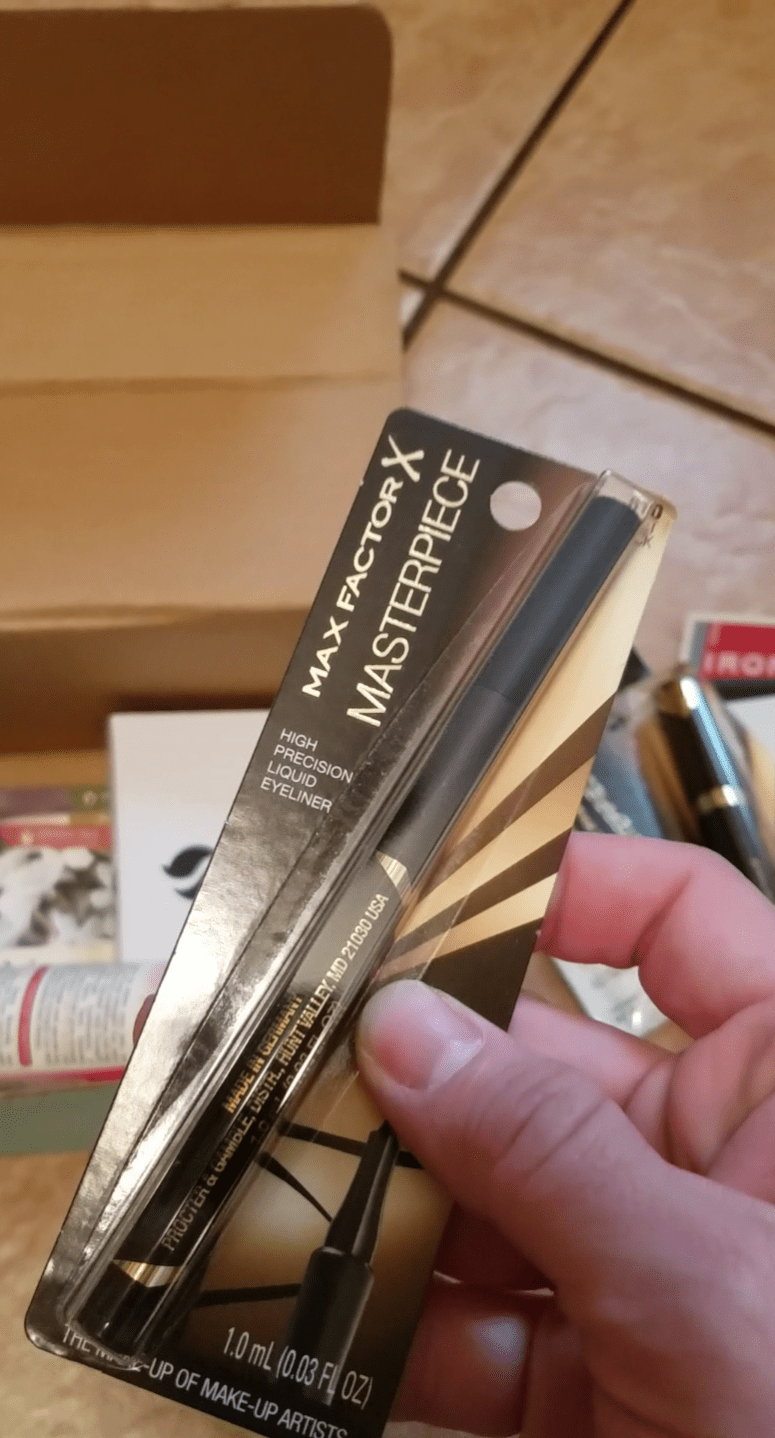 MAX FACTOR X
MASTERPIECE
HIGH
PRECISION
LIQUID
EYELINER
MADE IN GERMANY
PROCTER & GAMBLE, DISTR., HUNT VALLEY, MD 21030 USA
1.0 mL (0.03 FL OZ)
THE MAKE-UP OF MAKE-UP ARTISTS